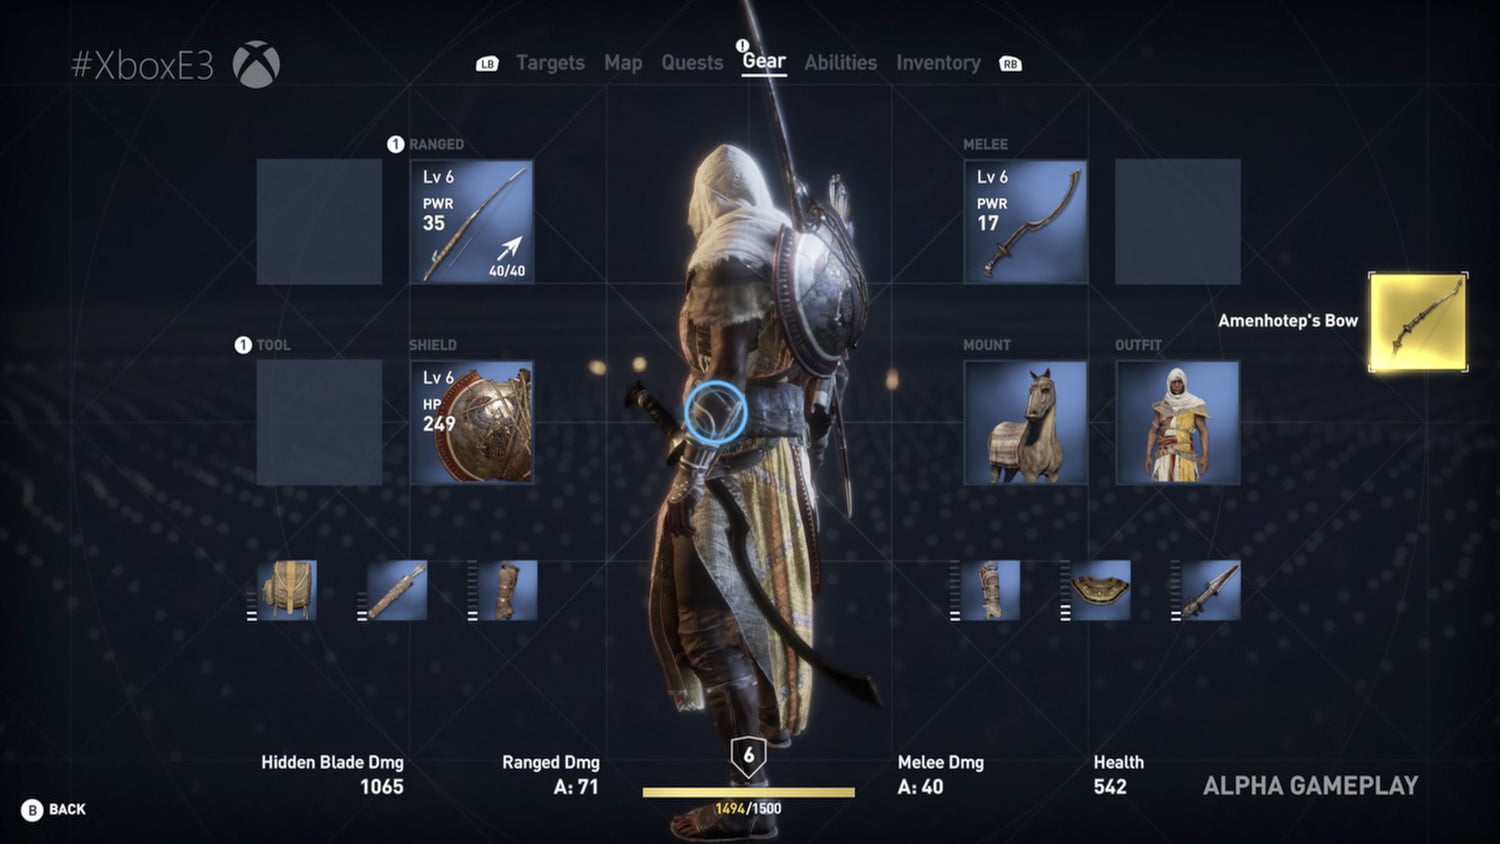 #XboxE3
LB Targets Map Quests Gear Abilities Inventory RB
!
1 RANGED
MELEE
Lv 6
PWR
35
40/40
Lv 6
PWR
17
Amenhotep's Bow
1 TOOL
SHIELD
MOUNT
OUTFIT
Lv 6
HP
249
Hidden Blade Dmg
1065
Ranged Dmg
A: 71
6
1494/1500
Melee Dmg
A: 40
Health
542
ALPHA GAMEPLAY
B BACK